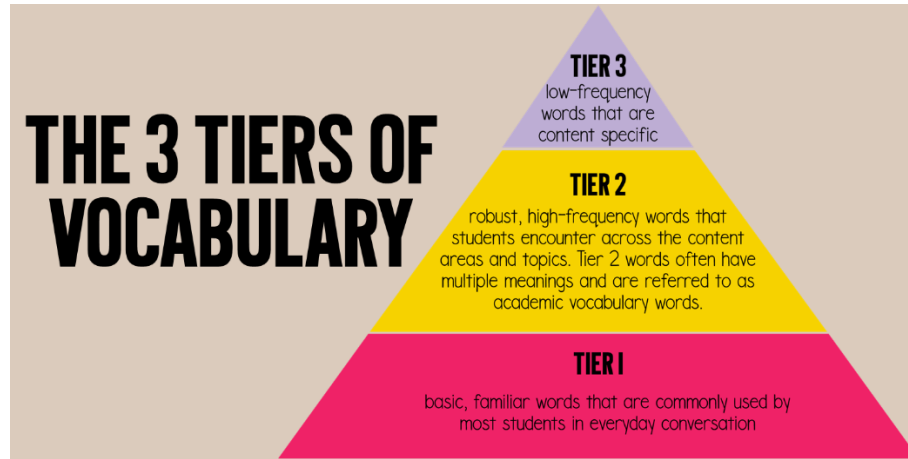 THE 3 TIERS OF
VOCABULARY
TIER 3
low-frequency
words that are
content specific
TIER 2
robust, high-frequency words that
students encounter across the content
areas and topics. Tier 2 words often have
multiple meanings and are referred to as
academic vocabulary words.
TIER 1
basic, familiar words that are commonly used by
most students in everyday conversation